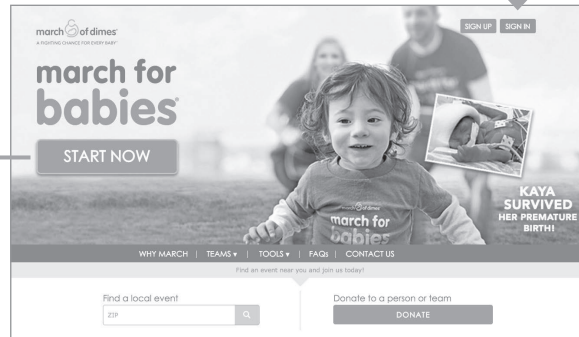 march of dimes®
A FIGHTING CHANCE FOR EVERY BABY™
SIGN UP SIGN IN
march for
babies®
START NOW
march of dimes
march for
babies
KAYA
SURVIVED
HER PREMATURE
BIRTH!
WHY MARCH | TEAMS ▾ | TOOLS ▾ | FAQs | CONTACT US
Find an event near you and join us today!
Find a local event
ZIP
Donate to a person or team
DONATE